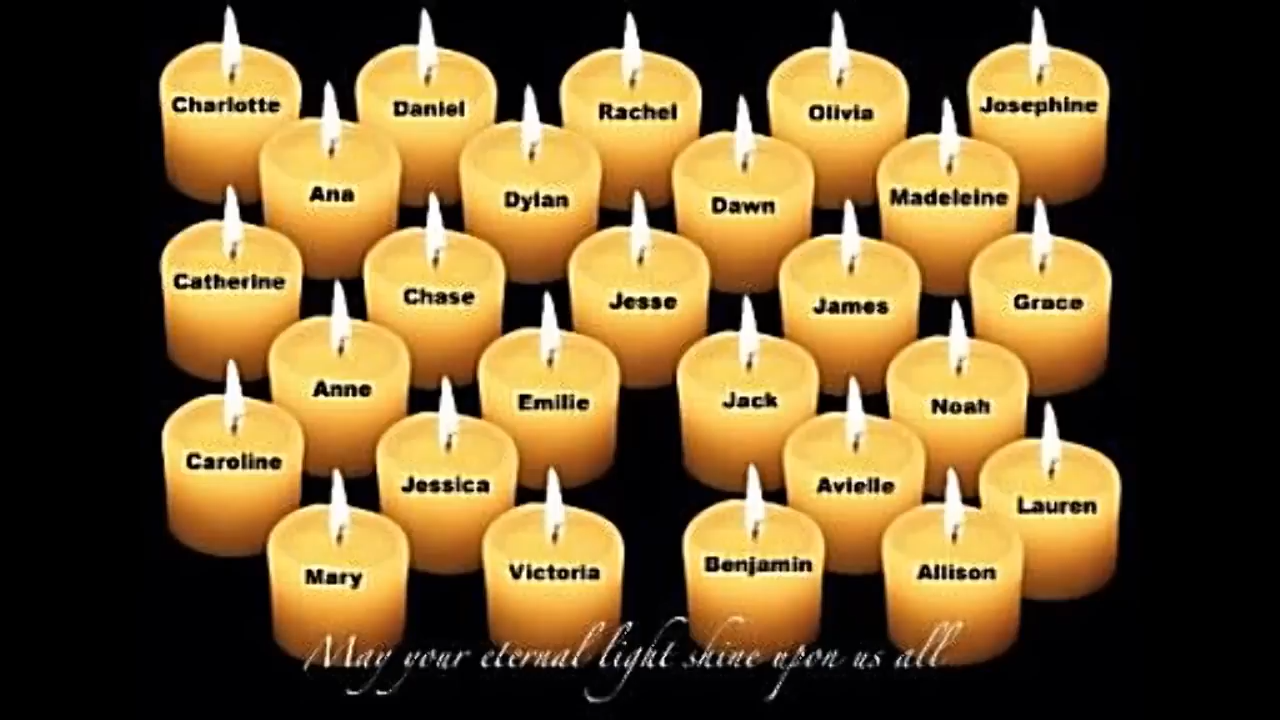 Charlotte Daniel Rachel Olivia Josephine
Ana Dylan Dawn Madeleine
Catherine Chase Jesse James Grace
Anne Emilie Jack Noah
Caroline Jessica Avielle Lauren
Mary Victoria Benjamin Allison
May your eternal light shine upon us all